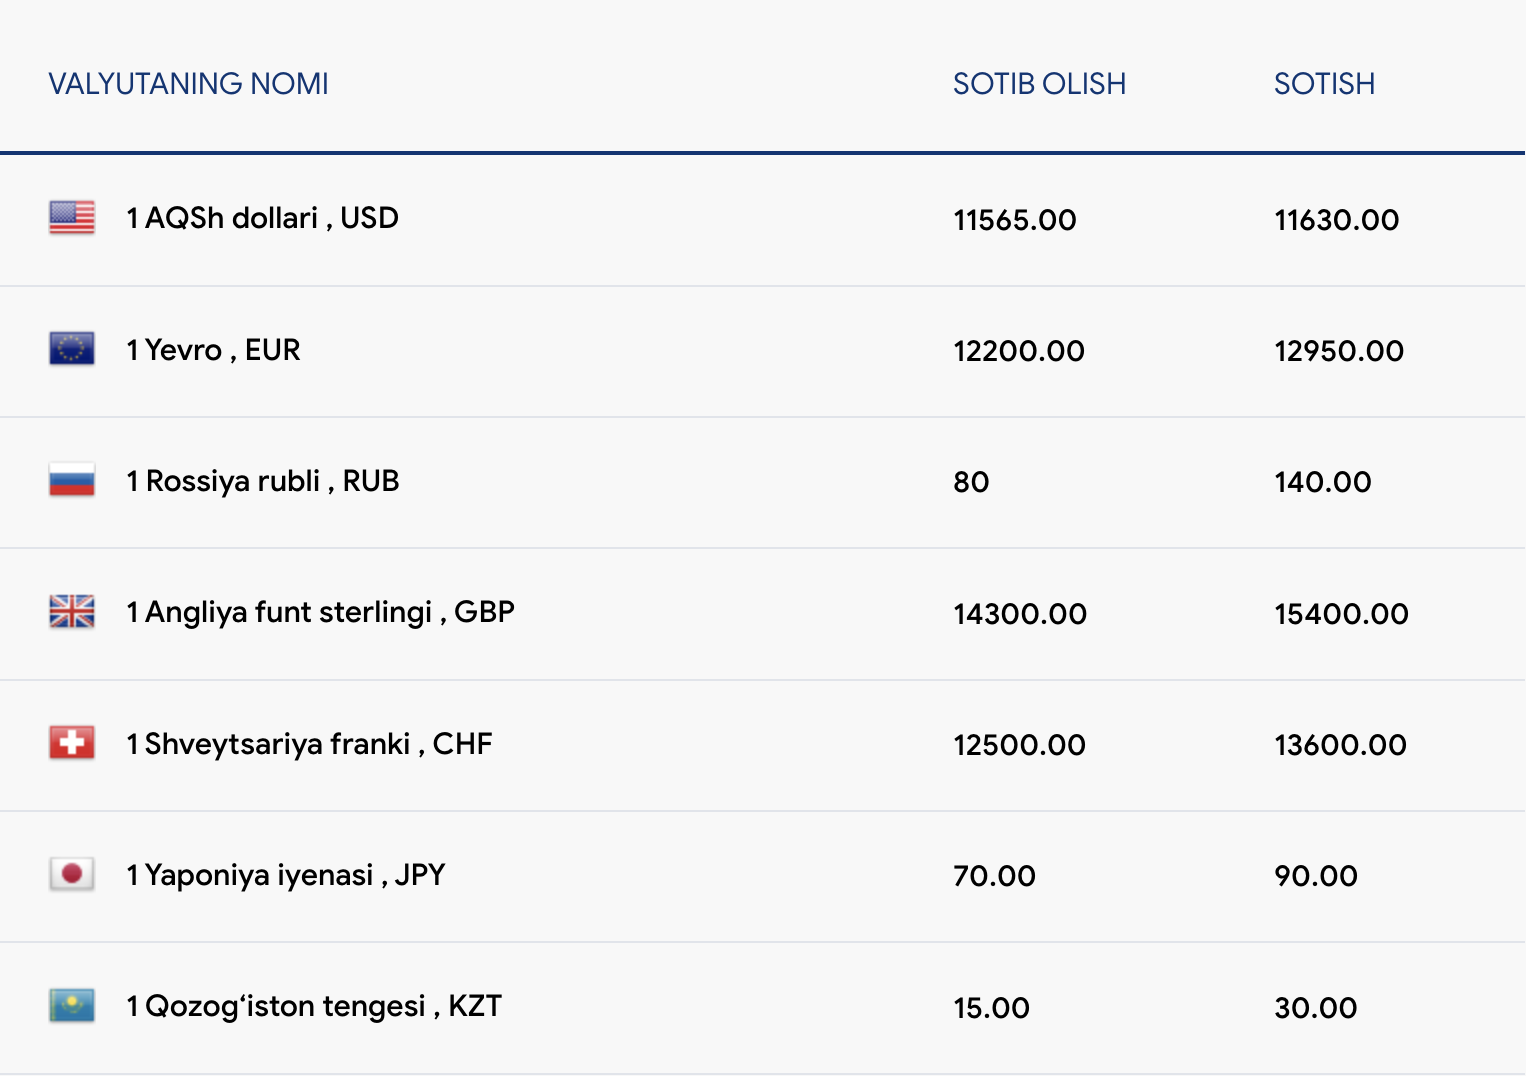 VALYUTANING NOMI SOTIB OLISH SOTISH
1 AQSh dollari , USD 11565.00 11630.00
1 Yevro , EUR 12200.00 12950.00
1 Rossiya rubli , RUB 80 140.00
1 Angliya funt sterlingi , GBP 14300.00 15400.00
1 Shveytsariya franki , CHF 12500.00 13600.00
1 Yaponiya iyenasi , JPY 70.00 90.00
1 Qozog‘iston tengesi , KZT 15.00 30.00